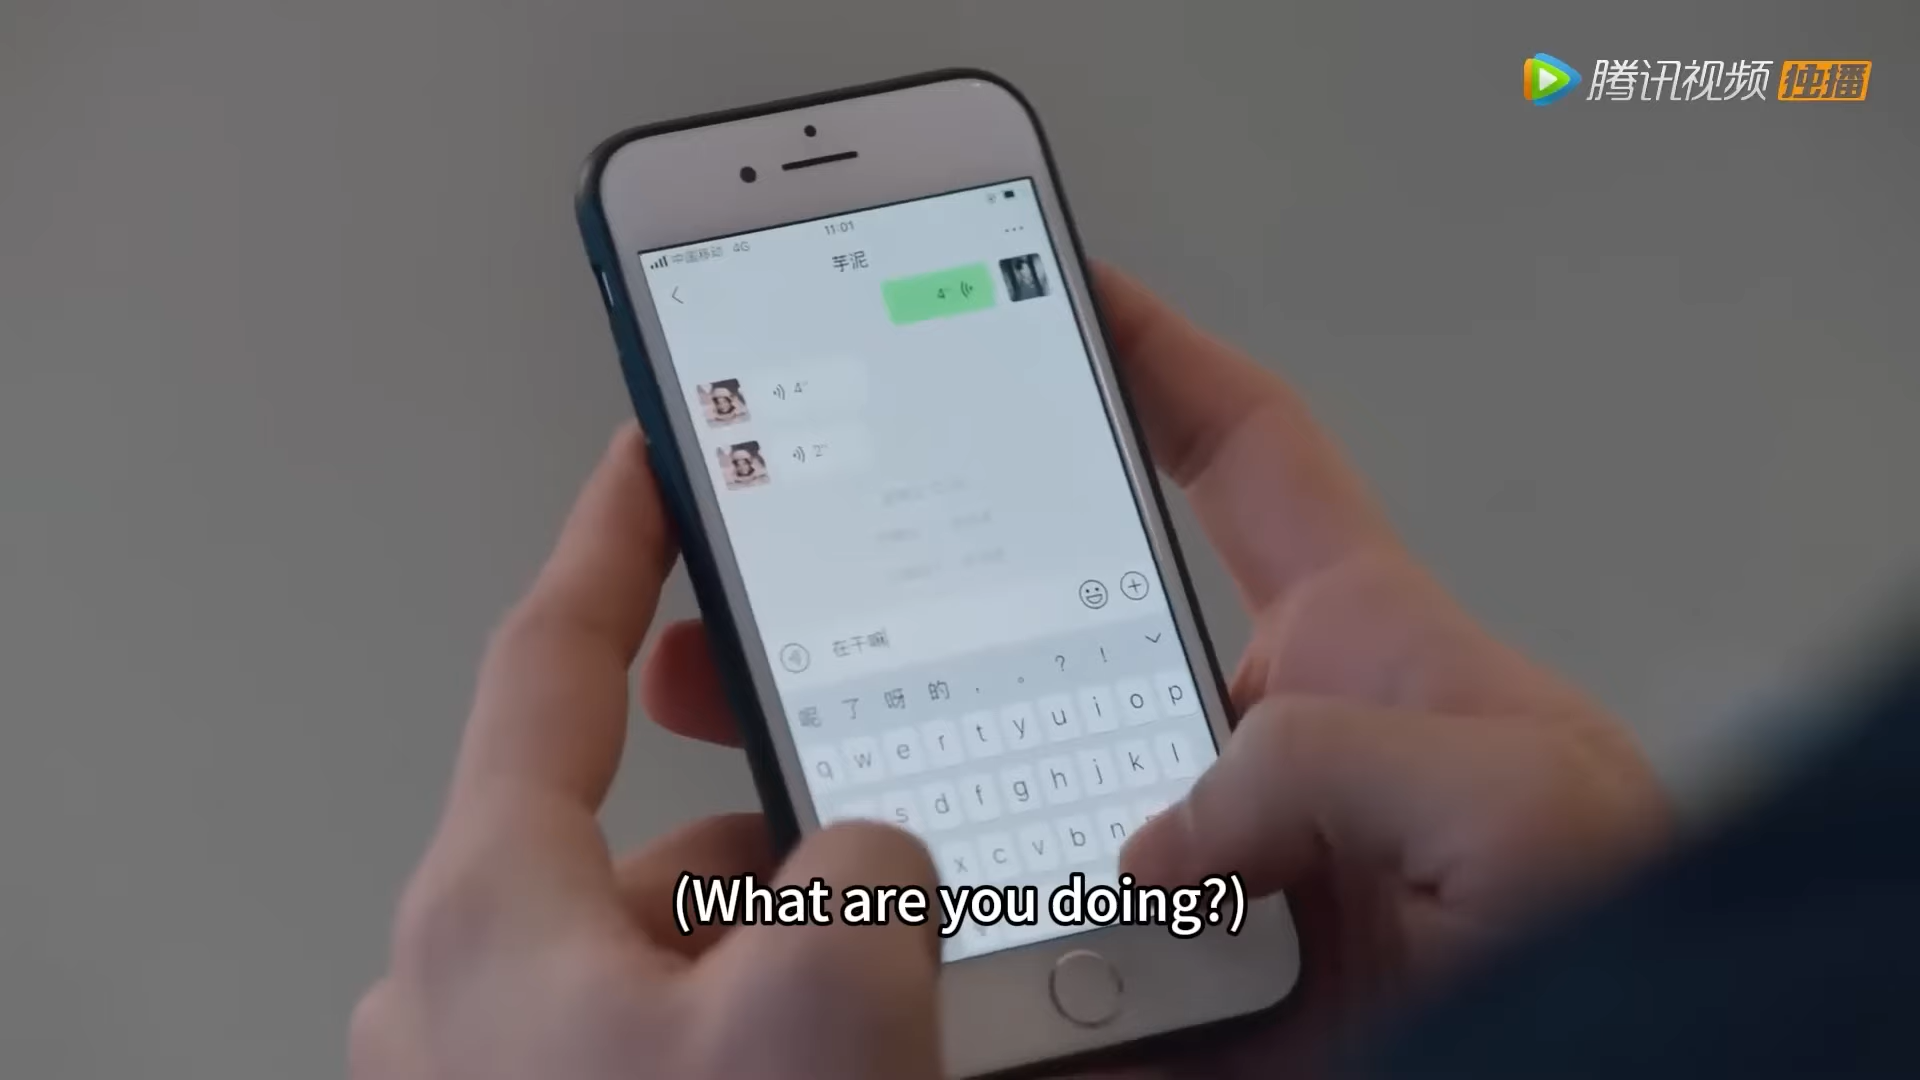 腾讯视频 独播
中国移动 4G
11:01
芋泥
4"
4"
2"
在干嘛
呢 了 呀 的 , 。 ? !
q w e r t y u i o p
s d f g h j k l
x c v b n
(What are you doing?)